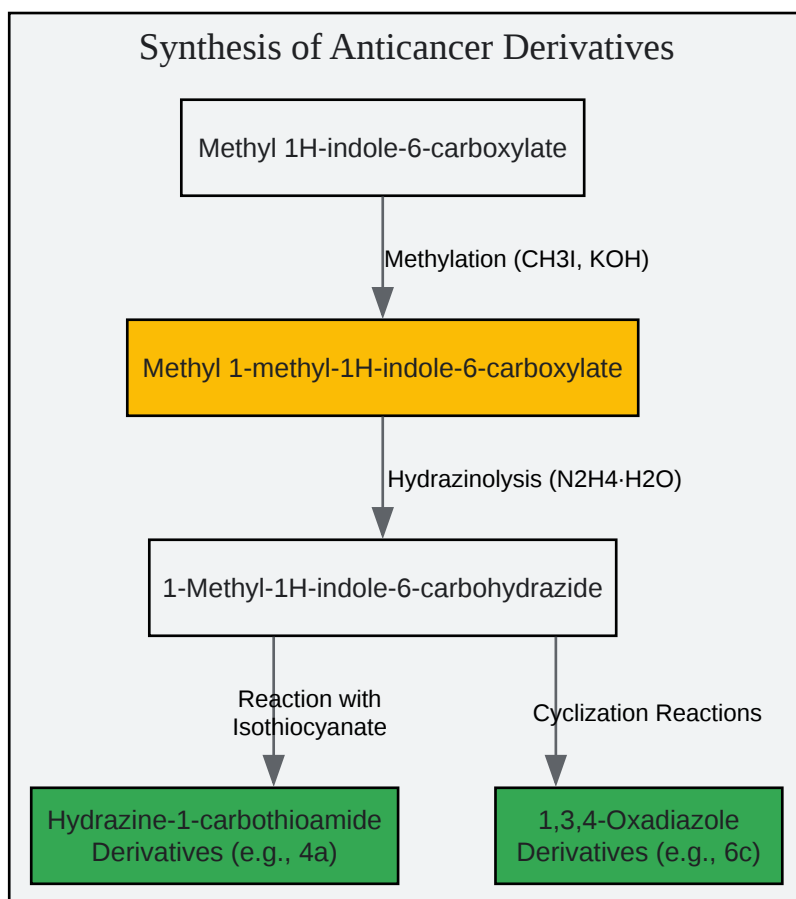 Synthesis of Anticancer Derivatives
Methyl 1H-indole-6-carboxylate
Methylation (CH3I, KOH)
Methyl 1-methyl-1H-indole-6-carboxylate
Hydrazinolysis (N2H4·H2O)
1-Methyl-1H-indole-6-carbohydrazide
Reaction with
Isothiocyanate
Cyclization Reactions
Hydrazine-1-carbothioamide
Derivatives (e.g., 4a)
1,3,4-Oxadiazole
Derivatives (e.g., 6c)